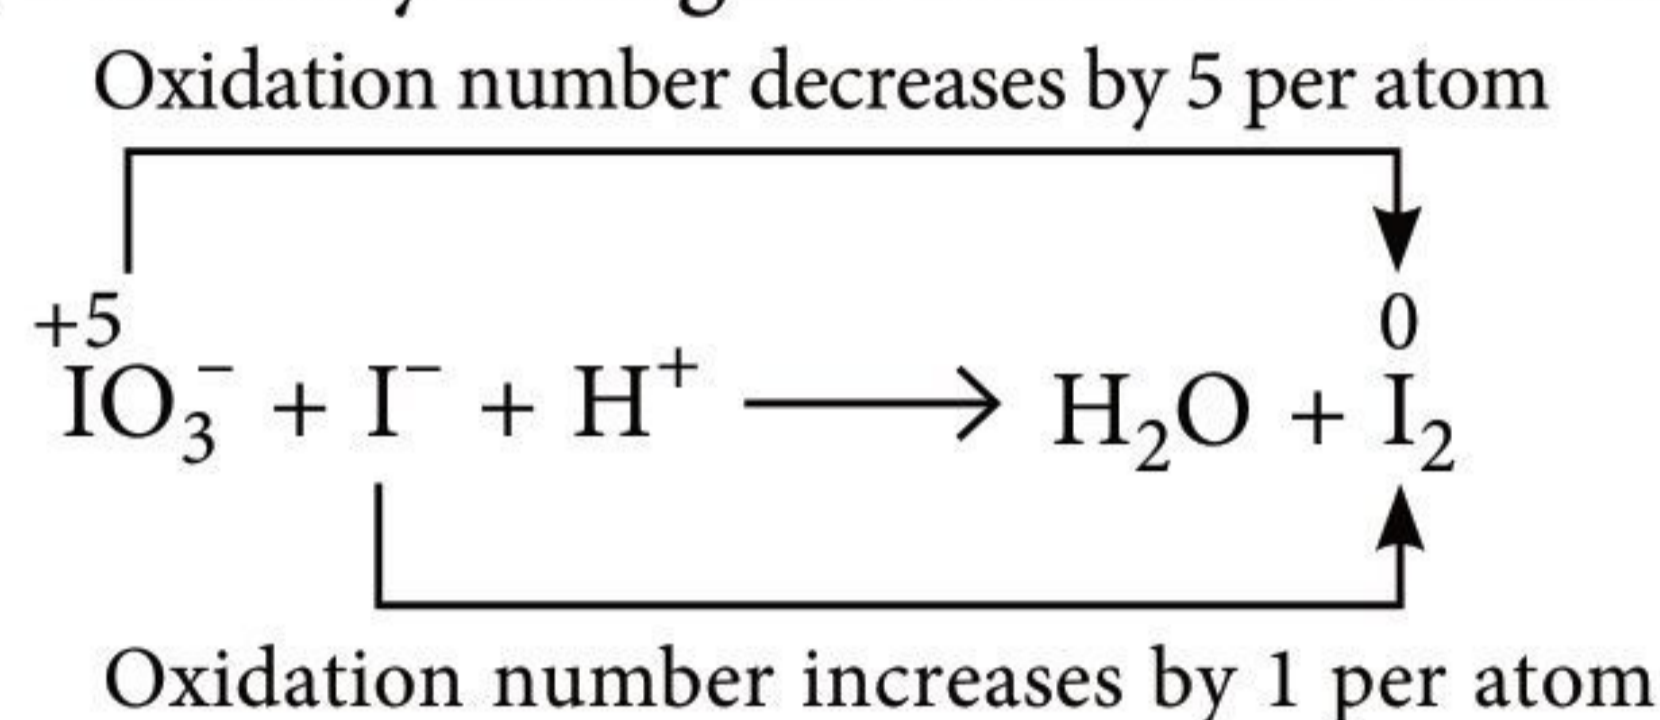 Oxidation number decreases by 5 per atom
+5 0
IO₃⁻ + I⁻ + H⁺ ⟶ H₂O + I₂
Oxidation number increases by 1 per atom